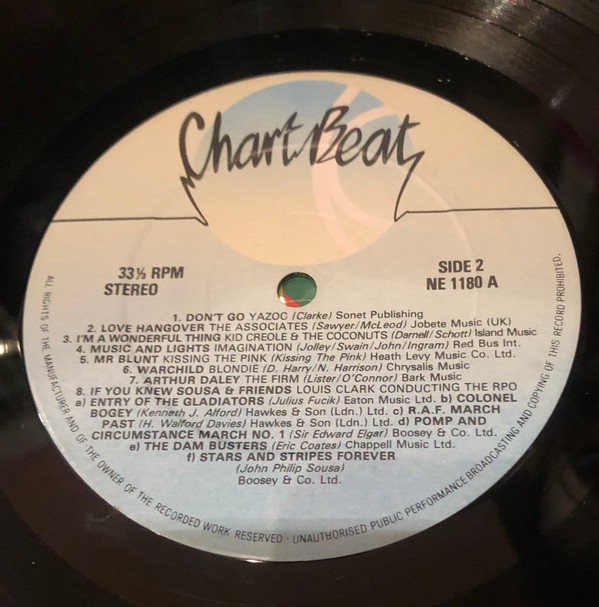 Chart Beat
33⅓ RPM
STEREO
SIDE 2
NE 1180 A
1. DON'T GO YAZOO (Clarke) Sonet Publishing
2. LOVE HANGOVER THE ASSOCIATES (Sawyer/McLeod) Jobete Music (UK)
3. I'M A WONDERFUL THING KID CREOLE & THE COCONUTS (Darnell/Schott) Island Music
4. MUSIC AND LIGHTS IMAGINATION (Jolley/Swain/John/Ingram) Red Bus Int.
5. MR BLUNT KISSING THE PINK (Kissing The Pink) Heath Levy Music Co. Ltd.
6. WARCHILD BLONDIE (D. Harry/N. Harrison) Chrysalis Music
7. ARTHUR DALEY THE FIRM (Lister/O'Connor) Bark Music
8. IF YOU KNEW SOUSA & FRIENDS LOUIS CLARK CONDUCTING THE RPO
a) ENTRY OF THE GLADIATORS (Julius Fucik) Eaton Music Ltd. b) COLONEL
BOGEY (Kenneth J. Alford) Hawkes & Son (Ldn.) Ltd. c) R.A.F. MARCH
PAST (H. Walford Davies) Hawkes & Son (Ldn.) Ltd. d) POMP AND
CIRCUMSTANCE MARCH NO. 1 (Sir Edward Elgar) Boosey & Co. Ltd.
e) THE DAM BUSTERS (Eric Coates) Chappell Music Ltd.
f) STARS AND STRIPES FOREVER
(John Philip Sousa)
Boosey & Co. Ltd.
ALL RIGHTS OF THE MANUFACTURER AND OF THE OWNER OF THE RECORDED WORK RESERVED · UNAUTHORISED PUBLIC PERFORMANCE BROADCASTING AND COPYING OF THIS RECORD PROHIBITED.